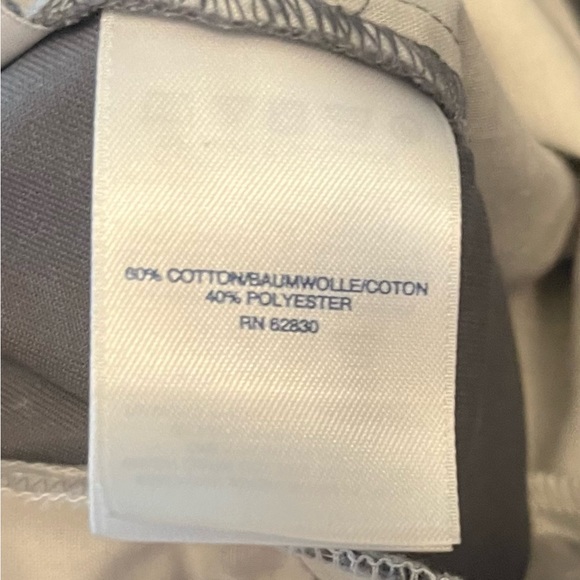 60% COTTON/BAUMWOLLE/COTON
40% POLYESTER
RN 62830